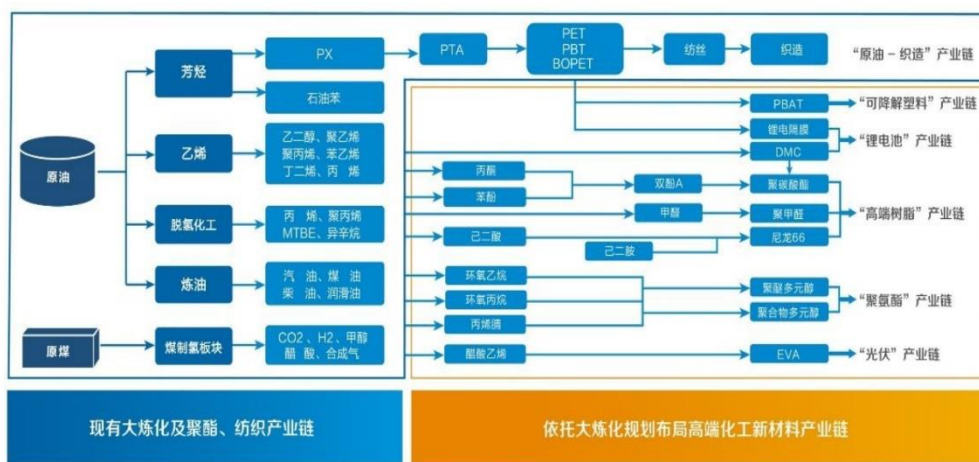 原油
原煤
芳烃
乙烯
脱氢化工
炼油
煤制氢板块
PX
石油苯
乙二醇、聚乙烯
聚丙烯、苯乙烯
丁二烯、丙 烯
丙 烯、聚丙烯
MTBE、异辛烷
汽 油、煤 油
柴 油、润滑油
CO2、H2、甲醇
醋 酸、合成气
PTA
PET
PBT
BOPET
纺丝
织造
“原油－织造”产业链
PBAT
“可降解塑料”产业链
锂电隔膜
DMC
“锂电池”产业链
丙酮
苯酚
双酚A
聚碳酸酯
甲醛
聚甲醛
“高端树脂”产业链
己二酸
己二胺
尼龙66
环氧乙烷
环氧丙烷
丙烯腈
聚醚多元醇
聚合物多元醇
“聚氨酯”产业链
醋酸乙烯
EVA
“光伏”产业链
现有大炼化及聚酯、纺织产业链
依托大炼化规划布局高端化工新材料产业链